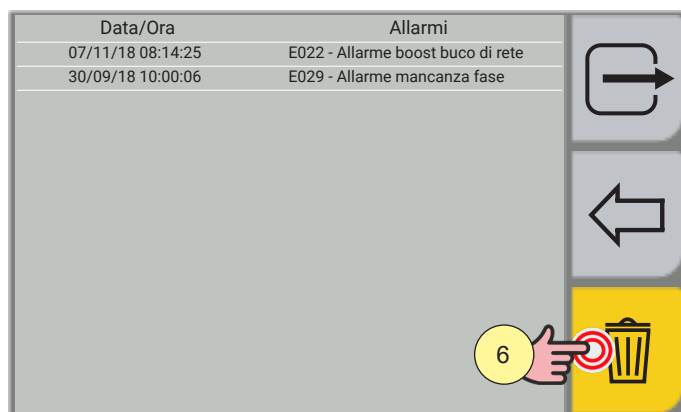 Data/Ora Allarmi
07/11/18 08:14:25 E022 - Allarme boost buco di rete
30/09/18 10:00:06 E029 - Allarme mancanza fase
6